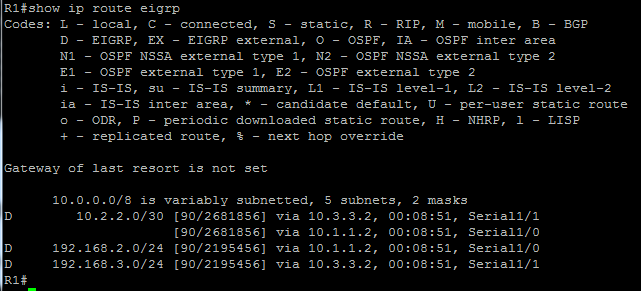 R1#show ip route eigrp
Codes: L - local, C - connected, S - static, R - RIP, M - mobile, B - BGP
       D - EIGRP, EX - EIGRP external, O - OSPF, IA - OSPF inter area
       N1 - OSPF NSSA external type 1, N2 - OSPF NSSA external type 2
       E1 - OSPF external type 1, E2 - OSPF external type 2
       i - IS-IS, su - IS-IS summary, L1 - IS-IS level-1, L2 - IS-IS level-2
       ia - IS-IS inter area, * - candidate default, U - per-user static route
       o - ODR, P - periodic downloaded static route, H - NHRP, l - LISP
       + - replicated route, % - next hop override
Gateway of last resort is not set
      10.0.0.0/8 is variably subnetted, 5 subnets, 2 masks
D        10.2.2.0/30 [90/2681856] via 10.3.3.2, 00:08:51, Serial1/1
                     [90/2681856] via 10.1.1.2, 00:08:51, Serial1/0
D     192.168.2.0/24 [90/2195456] via 10.1.1.2, 00:08:51, Serial1/0
D     192.168.3.0/24 [90/2195456] via 10.3.3.2, 00:08:51, Serial1/1
R1#